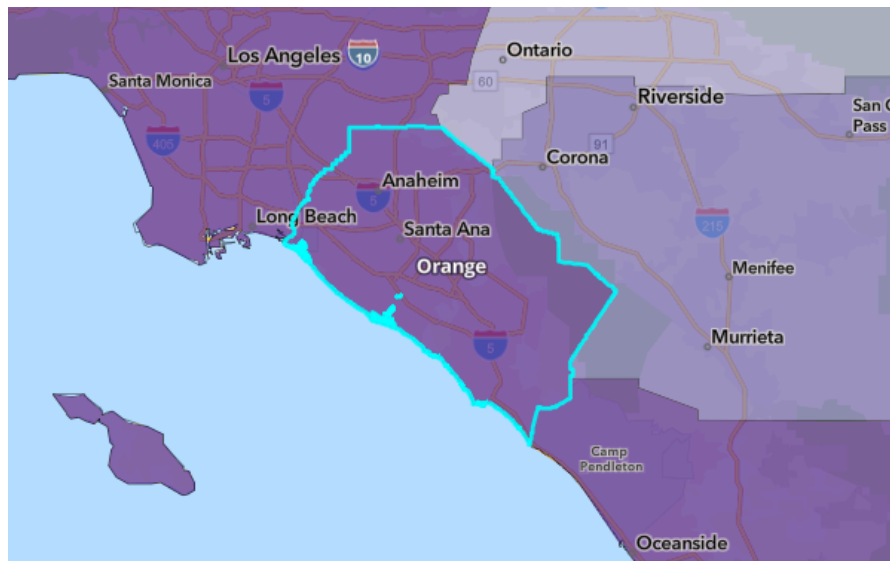 Los Angeles
10
Ontario
Santa Monica
60
5
Riverside
San G
Pass
405
91
Corona
Anaheim
5
Long Beach
215
Santa Ana
Orange
Menifee
5
Murrieta
Camp
Pendleton
Oceanside